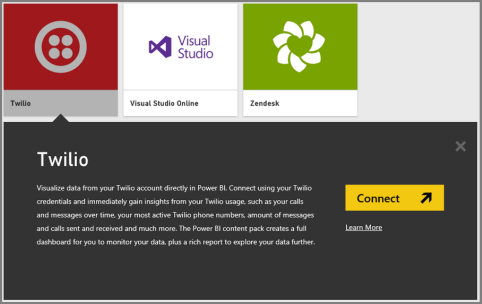 Visual
Studio
Twilio
Visual Studio Online
Zendesk
Twilio
Visualize data from your Twilio account directly in Power BI. Connect using your Twilio
credentials and immediately gain insights from your Twilio usage, such as your calls
and messages over time, your most active Twilio phone numbers, amount of messages
and calls sent and received and much more. The Power BI content pack creates a full
dashboard for you to monitor your data, plus a rich report to explore your data further.
Connect
Learn More